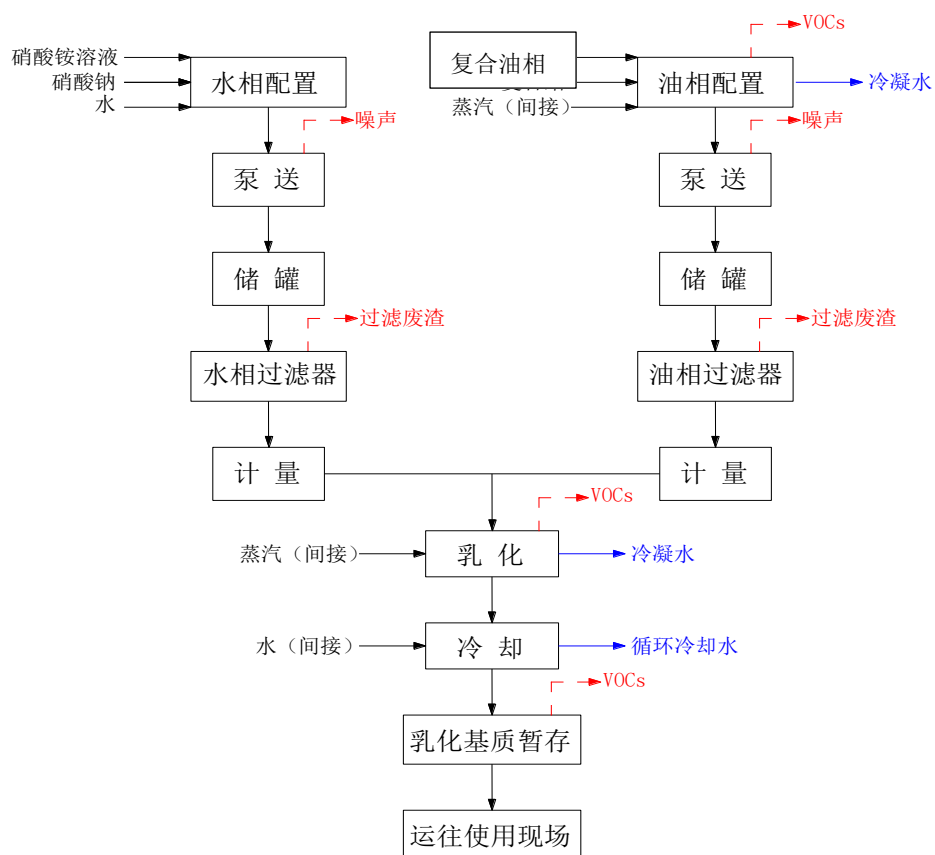 VOCs
硝酸铵溶液
硝酸钠
水
水相配置
复合油相
蒸汽（间接）
油相配置
冷凝水
噪声
噪声
泵 送
泵 送
储 罐
储 罐
过滤废渣
过滤废渣
水相过滤器
油相过滤器
计 量
计 量
VOCs
蒸汽（间接）
乳 化
冷凝水
水（间接）
冷 却
循环冷却水
VOCs
乳化基质暂存
运往使用现场